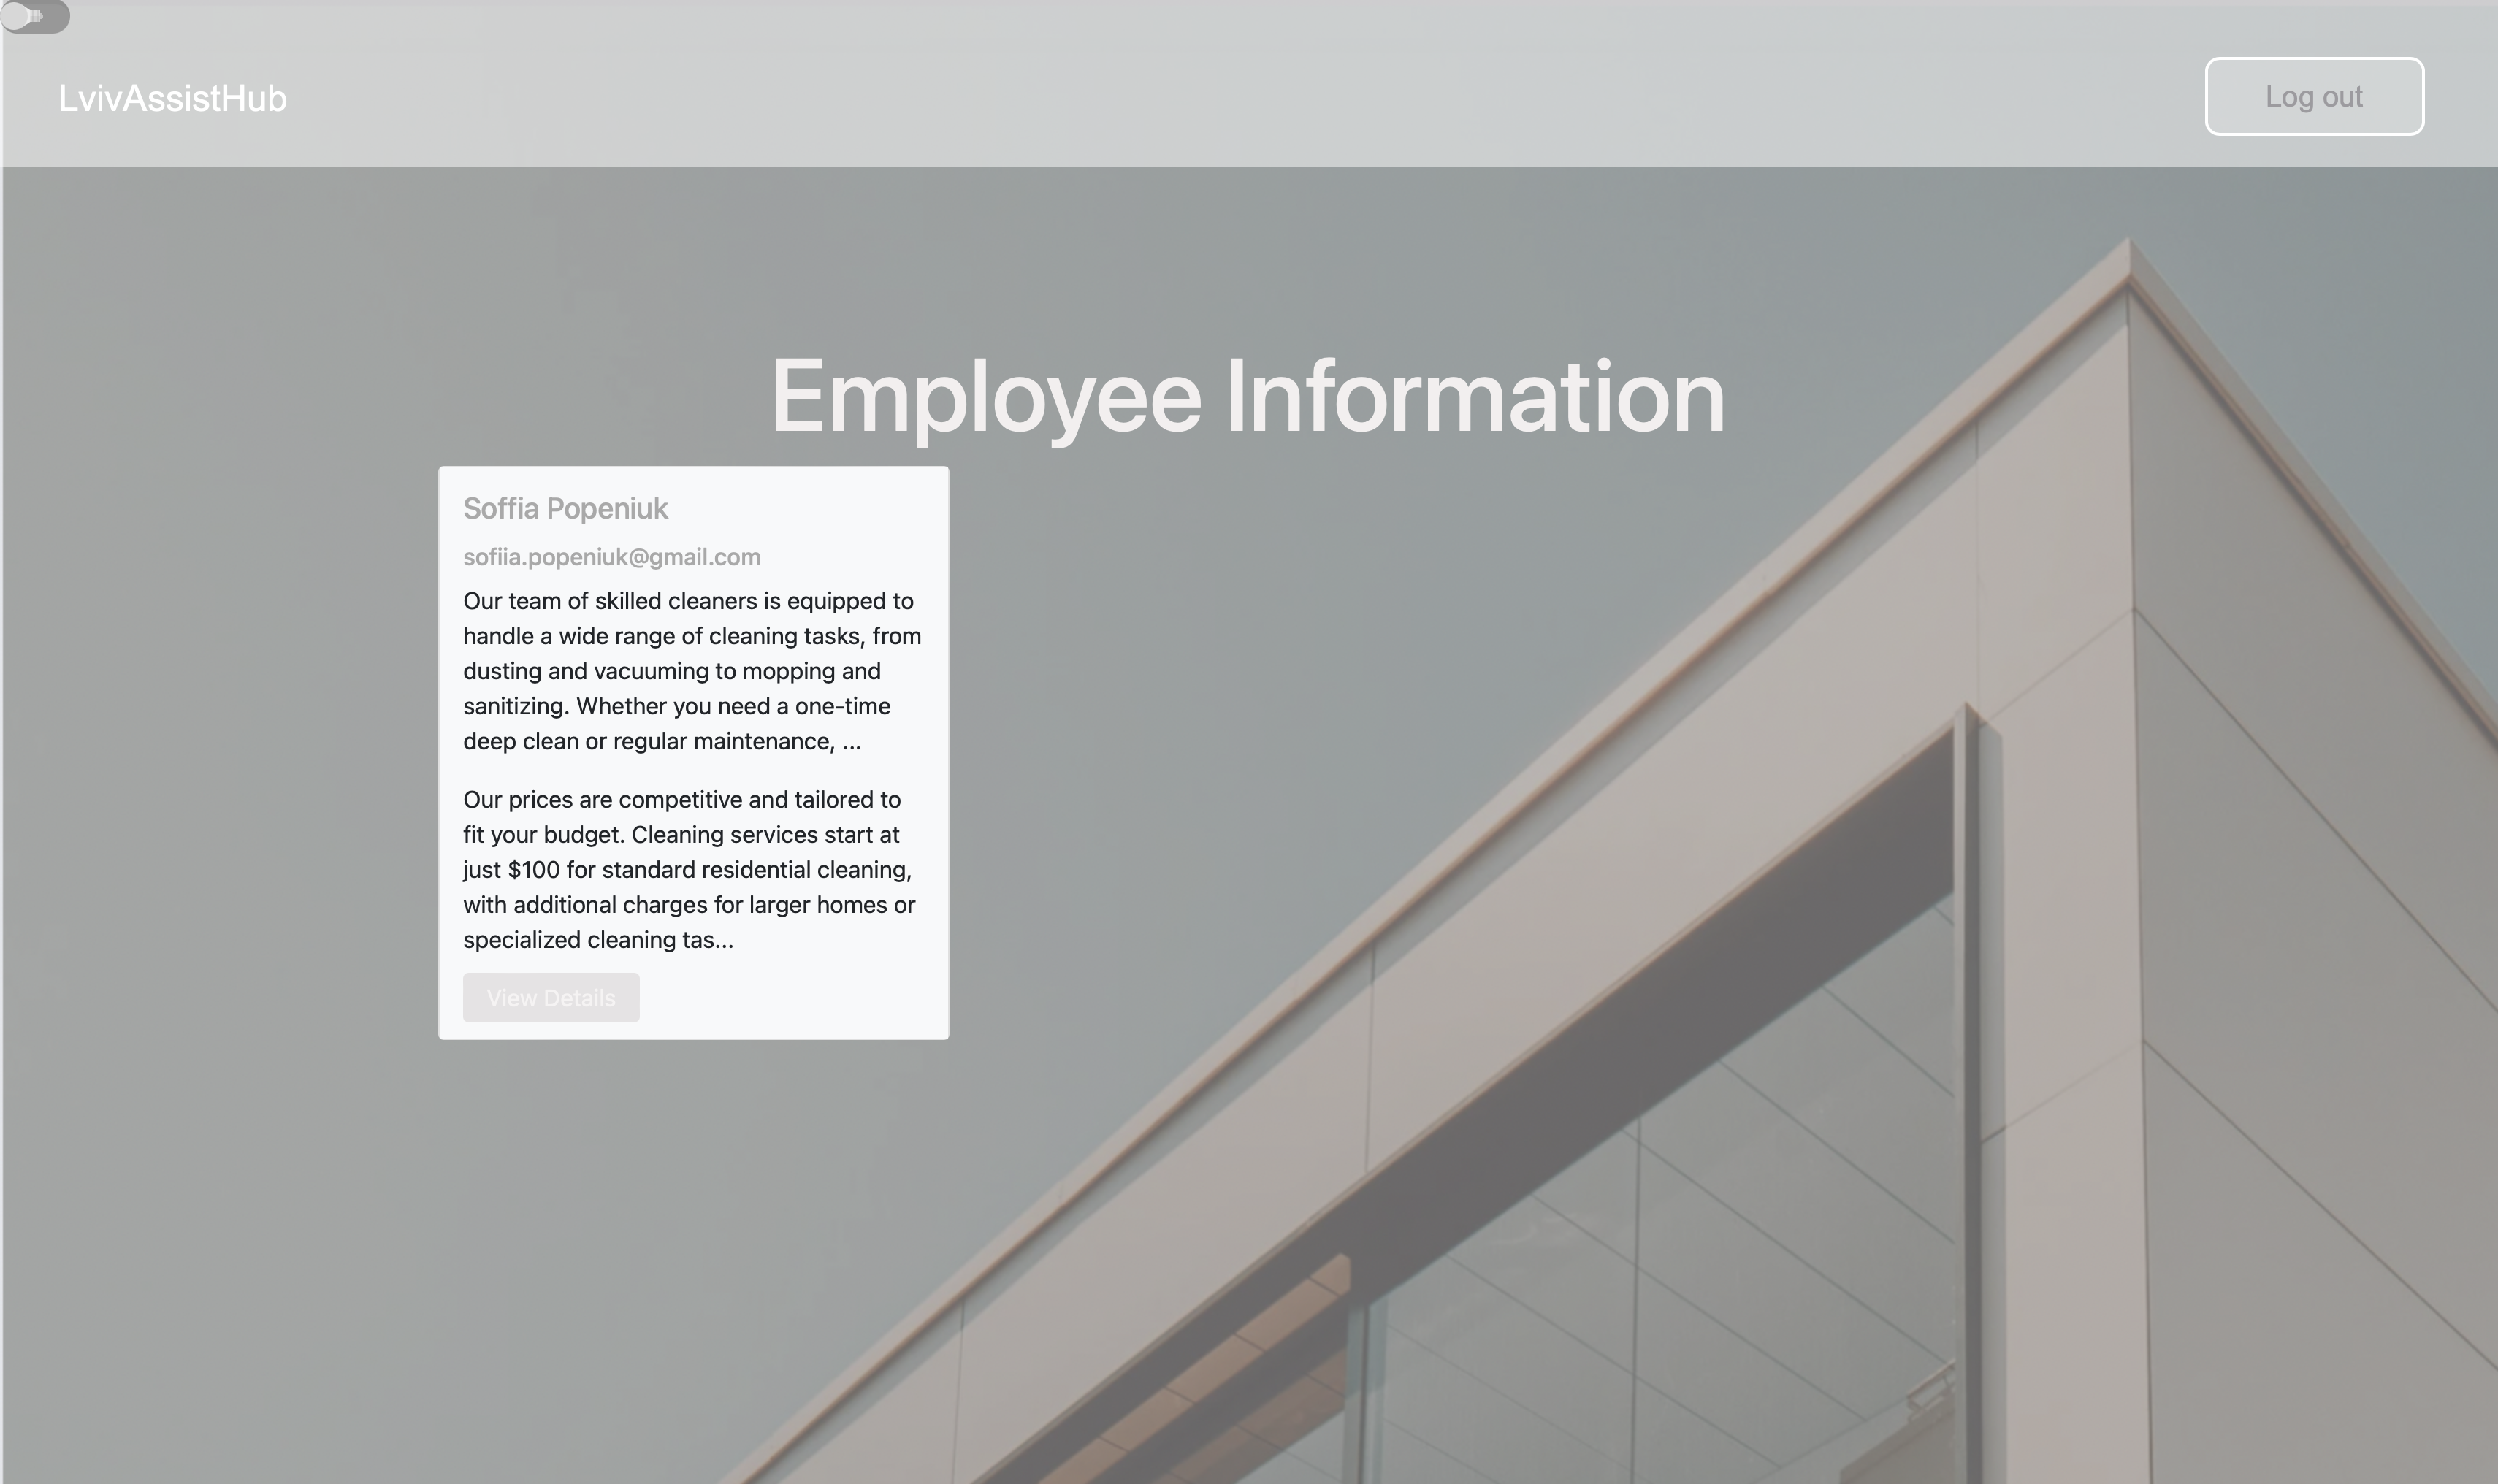 LvivAssistHub
Log out
Employee Information
Soffia Popeniuk
sofiia.popeniuk@gmail.com
Our team of skilled cleaners is equipped to
handle a wide range of cleaning tasks, from
dusting and vacuuming to mopping and
sanitizing. Whether you need a one-time
deep clean or regular maintenance, ...
Our prices are competitive and tailored to
fit your budget. Cleaning services start at
just $100 for standard residential cleaning,
with additional charges for larger homes or
specialized cleaning tas...
View Details